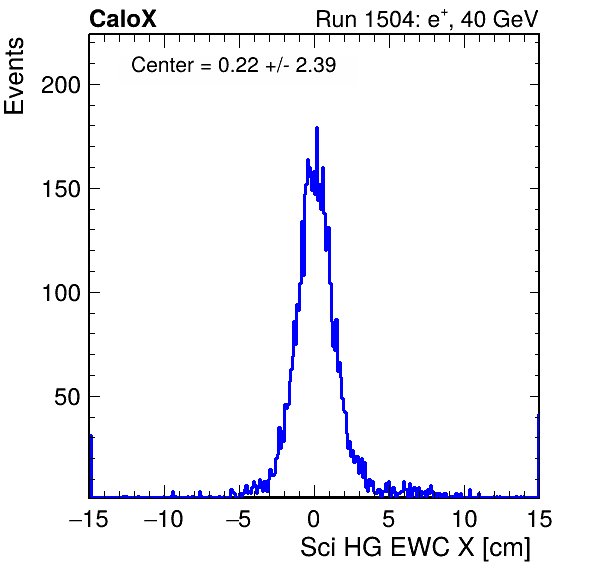 CaloX Run 1504: e⁺, 40 GeV
Center = 0.22 +/- 2.39
Events
200
150
100
50
−15 −10 −5 0 5 10 15
Sci HG EWC X [cm]